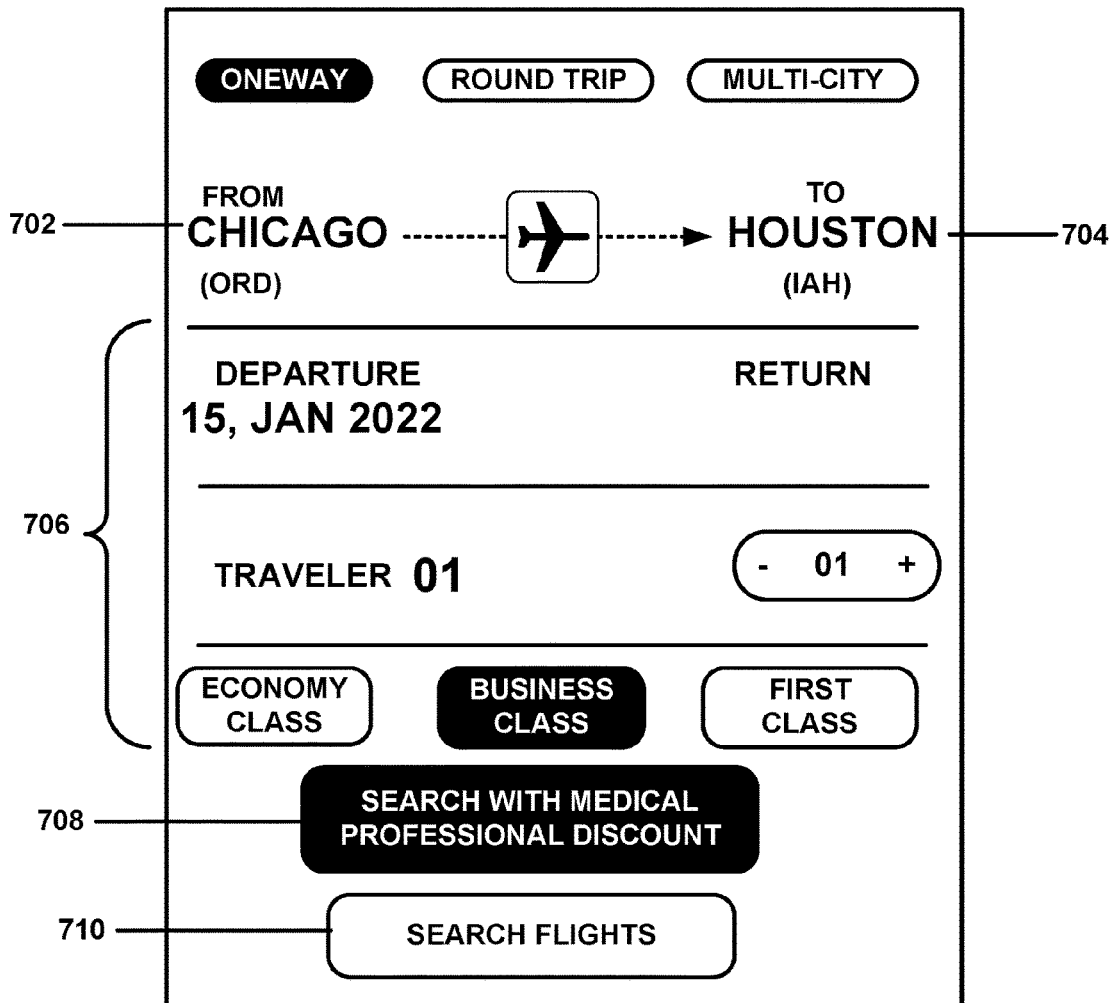 ONEWAY ROUND TRIP MULTI-CITY
FROM TO
702 CHICAGO HOUSTON 704
(ORD) (IAH)
DEPARTURE RETURN
15, JAN 2022
706
TRAVELER 01 - 01 +
ECONOMY CLASS
BUSINESS CLASS
FIRST CLASS
708
SEARCH WITH MEDICAL
PROFESSIONAL DISCOUNT
710 SEARCH FLIGHTS